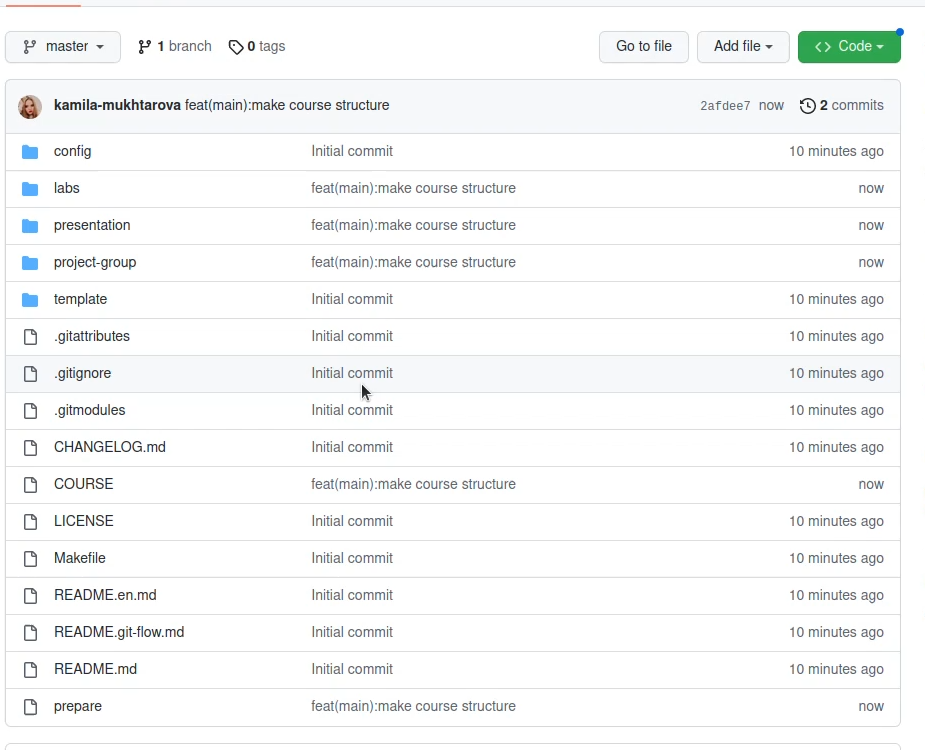 master 1 branch 0 tags Go to file Add file Code
kamila-mukhtarova feat(main):make course structure 2afdee7 now 2 commits
config Initial commit 10 minutes ago
labs feat(main):make course structure now
presentation feat(main):make course structure now
project-group feat(main):make course structure now
template Initial commit 10 minutes ago
.gitattributes Initial commit 10 minutes ago
.gitignore Initial commit 10 minutes ago
.gitmodules Initial commit 10 minutes ago
CHANGELOG.md Initial commit 10 minutes ago
COURSE feat(main):make course structure now
LICENSE Initial commit 10 minutes ago
Makefile Initial commit 10 minutes ago
README.en.md Initial commit 10 minutes ago
README.git-flow.md Initial commit 10 minutes ago
README.md Initial commit 10 minutes ago
prepare feat(main):make course structure now